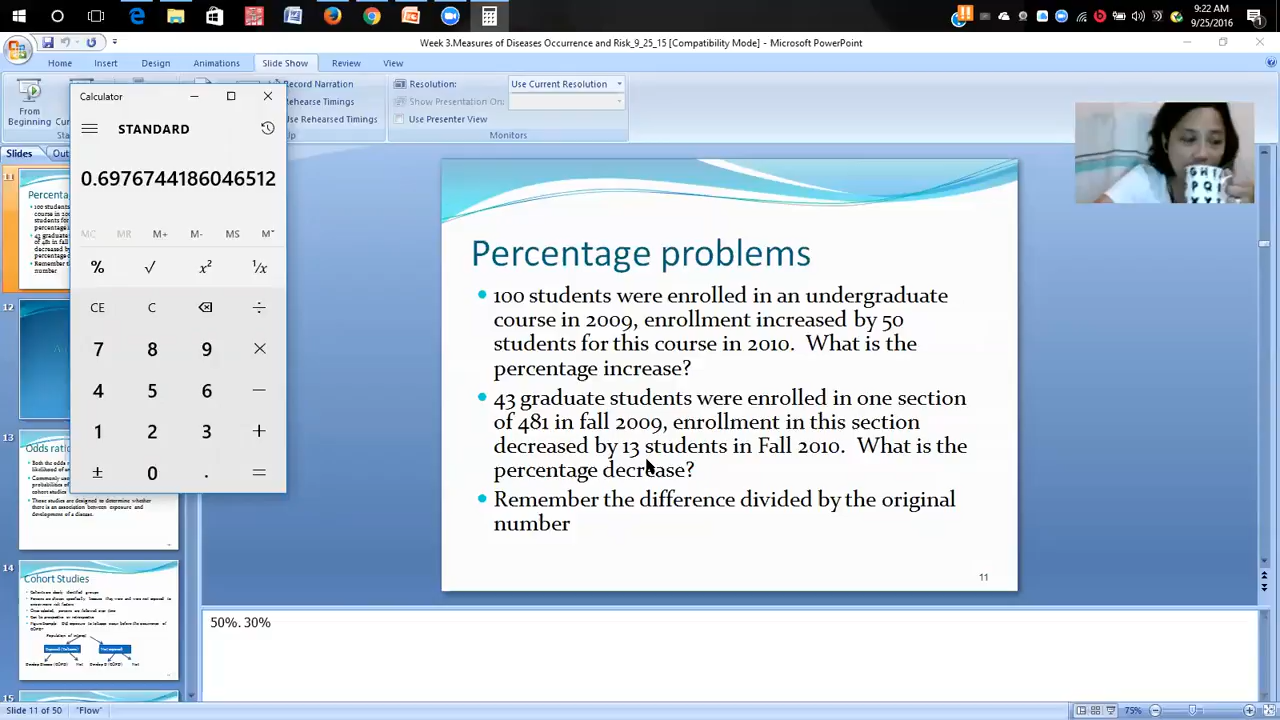 9:22 AM
9/25/2016
Week 3.Measures of Diseases Occurrence and Risk_9_25_15 [Compatibility Mode] - Microsoft PowerPoint
Home Insert Design Animations Slide Show Review View
From
Beginning
Record Narration
Rehearse Timings
Use Rehearsed Timings
Resolution: Use Current Resolution
Show Presentation On:
Use Presenter View
Monitors
Calculator
STANDARD
0.6976744186046512
MC MR M+ M- MS M˅
% √ x² ¹/x
CE C ⌫ ÷
7 8 9 ×
4 5 6 −
1 2 3 +
± 0 . =
Slides
11
12
13
14
Cohort Studies
15
Percentage problems
• 100 students were enrolled in an undergraduate
course in 2009, enrollment increased by 50
students for this course in 2010. What is the
percentage increase?
• 43 graduate students were enrolled in one section
of 481 in fall 2009, enrollment in this section
decreased by 13 students in Fall 2010. What is the
percentage decrease?
• Remember the difference divided by the original
number
11
50%. 30%
Slide 11 of 50 "Flow" 75%